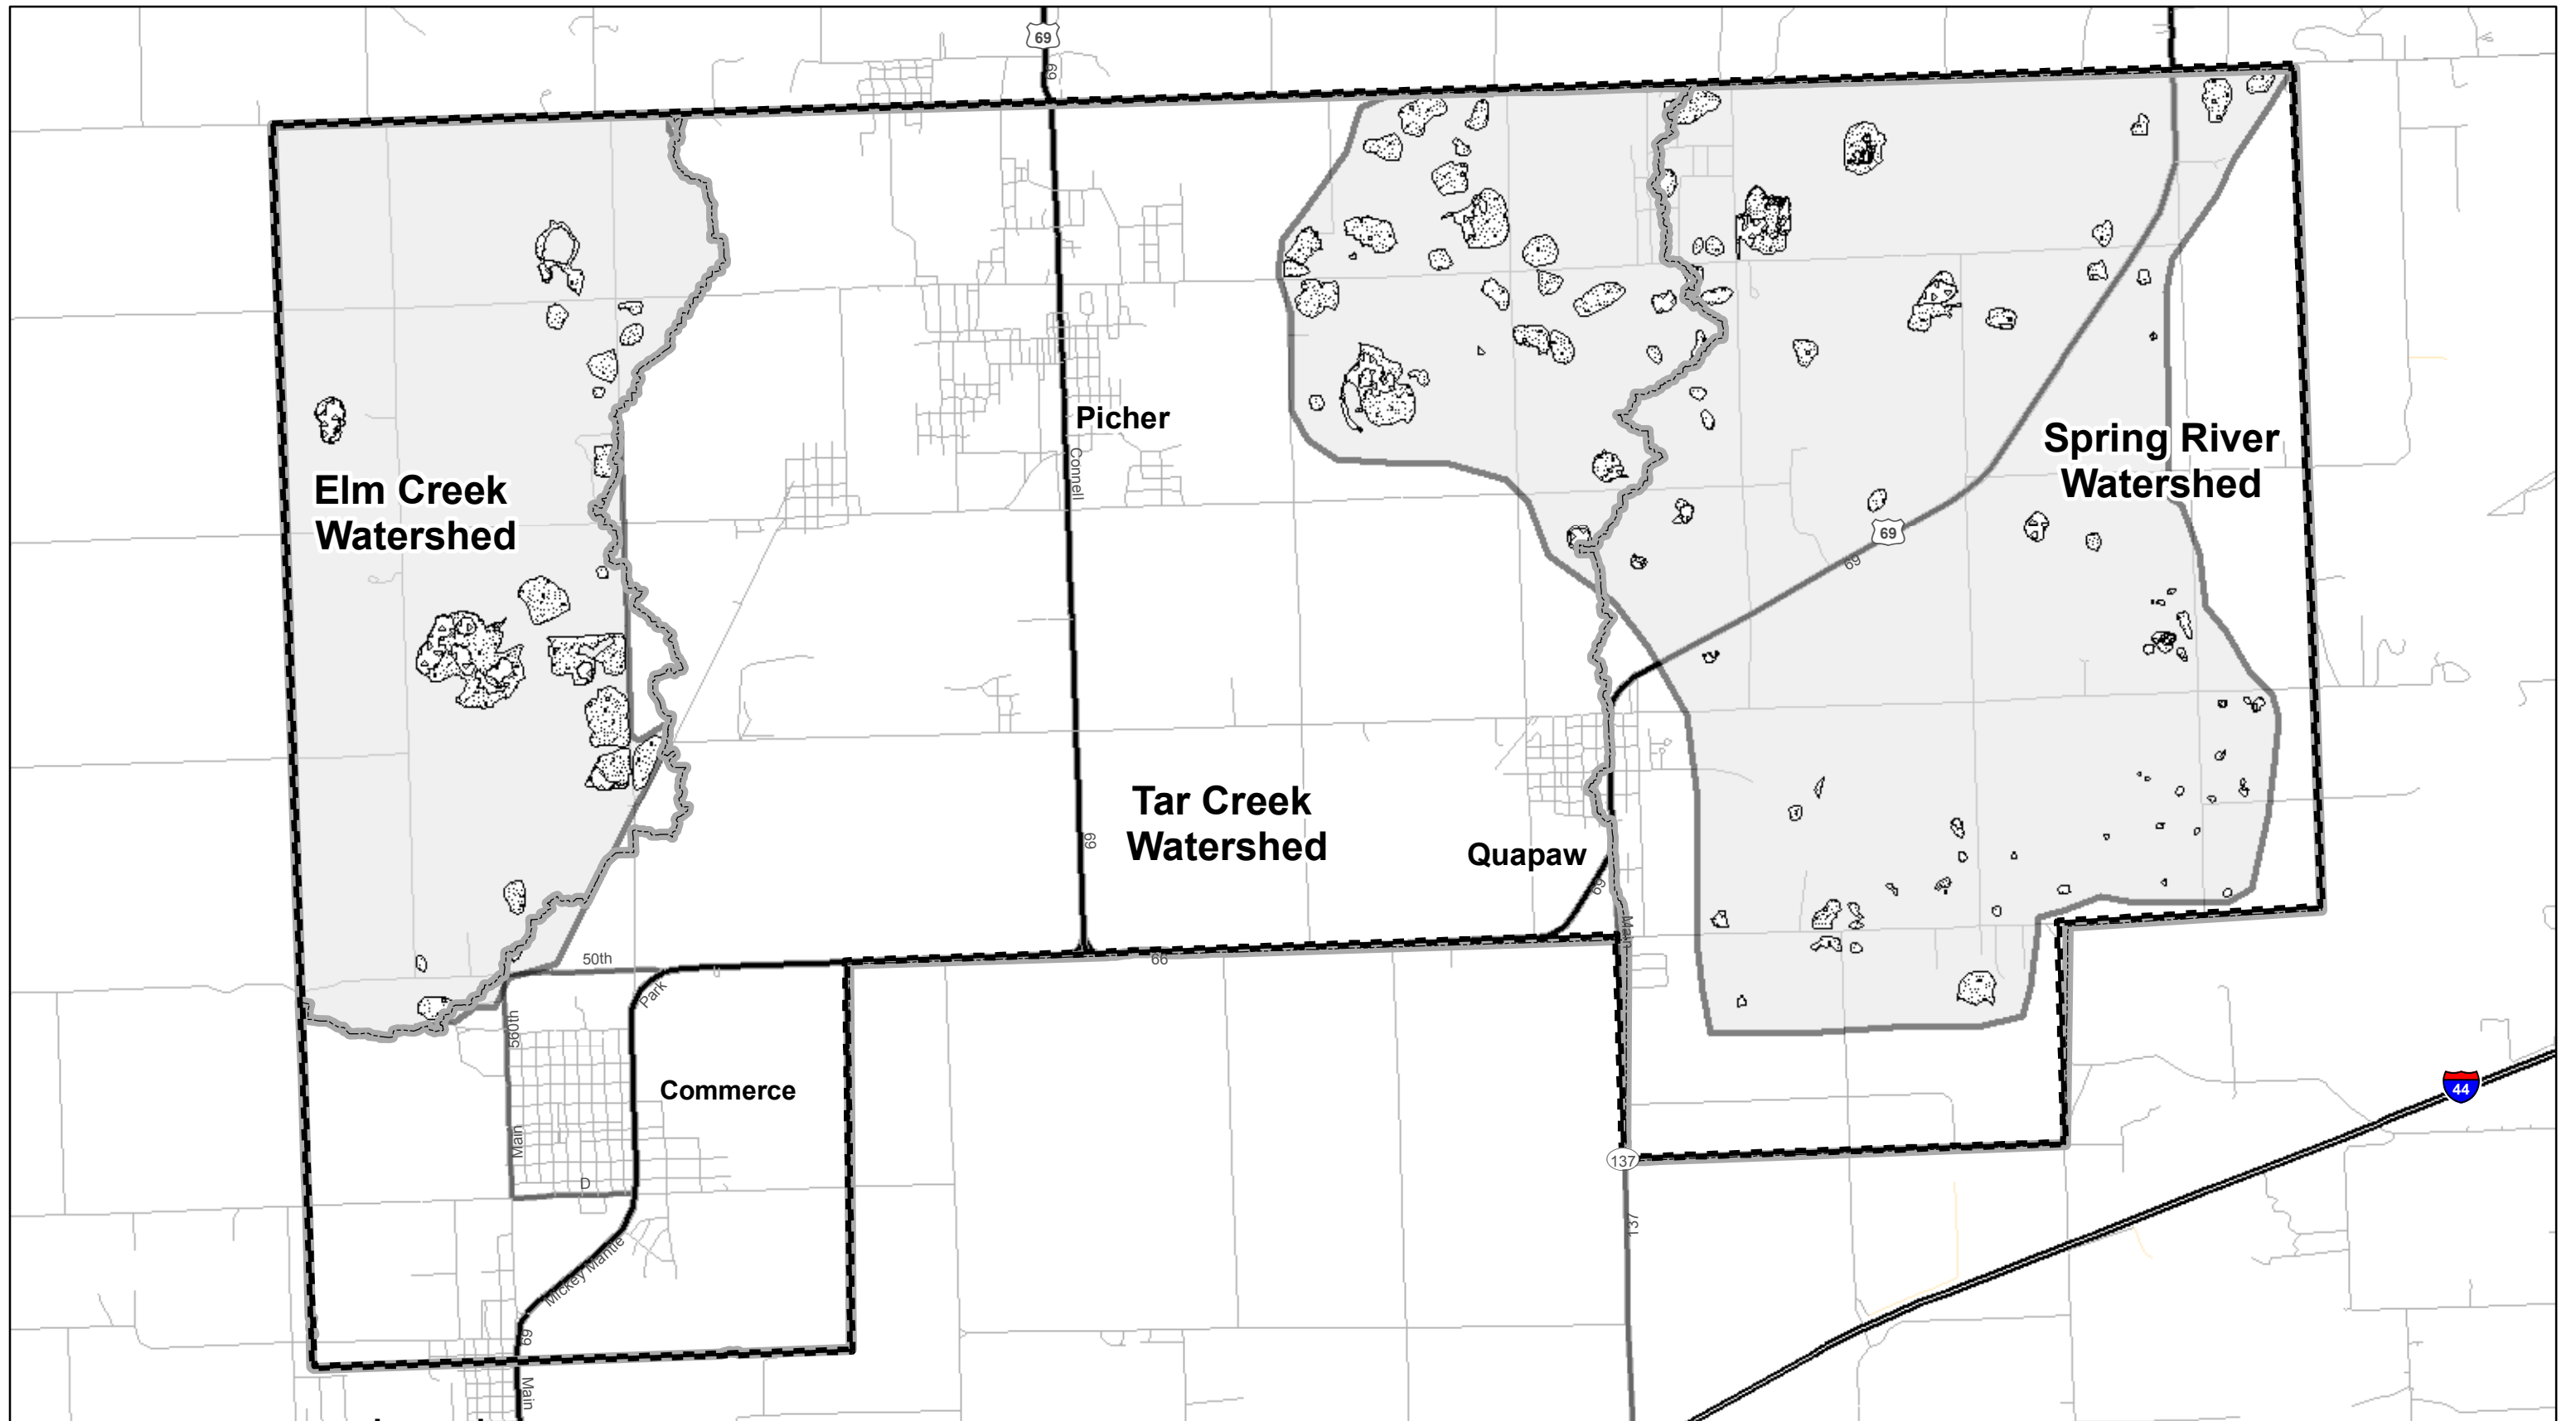 69
69
Picher
Connell
Spring River
Watershed
Elm Creek
Watershed
69
69
Tar Creek
Watershed
69
Quapaw
69
Main
50th
66
Park
560th
Commerce
44
Main
137
D
137
Mickey Mantle
69
Main